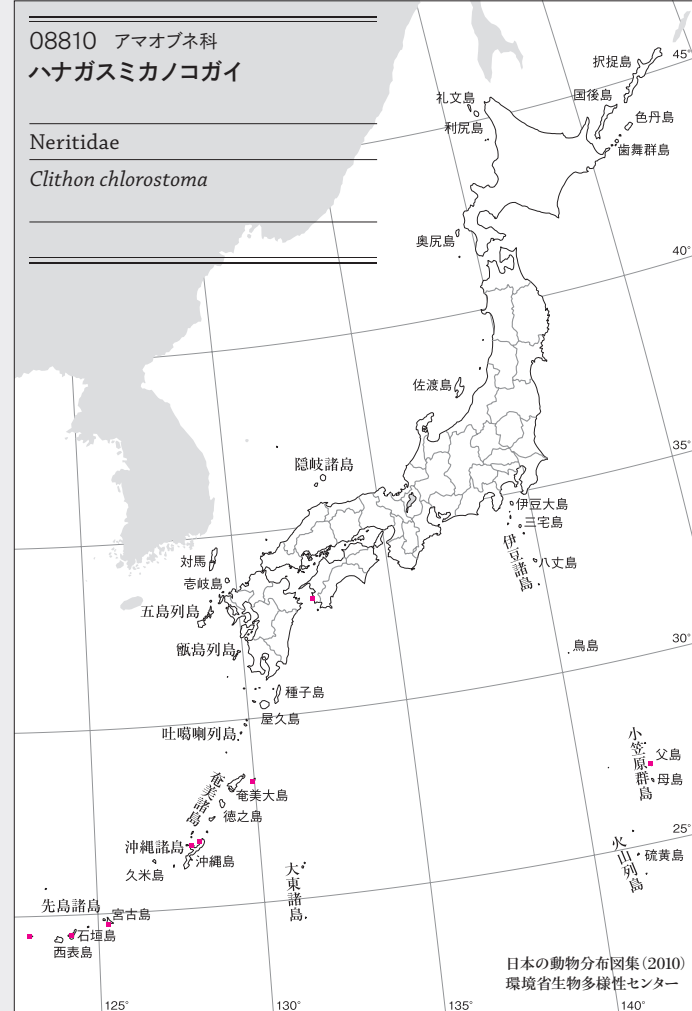 08810 アマオブネ科
ハナガスミカノコガイ
Neritidae
Clithon chlorostoma
択捉島
45°
国後島
礼文島
色丹島
利尻島
歯舞群島
奥尻島
40°
佐渡島
35°
隠岐諸島
伊豆大島
三宅島
伊豆諸島
八丈島
対馬
壱岐島
五島列島
甑島列島
鳥島
30°
種子島
屋久島
吐噶喇列島
小笠原群島
父島
母島
奄美諸島
奄美大島
徳之島
25°
沖縄諸島
沖縄島
久米島
火山列島
硫黄島
大東諸島
先島諸島
宮古島
石垣島
西表島
日本の動物分布図集(2010)
環境省生物多様性センター
125°
130°
135°
140°